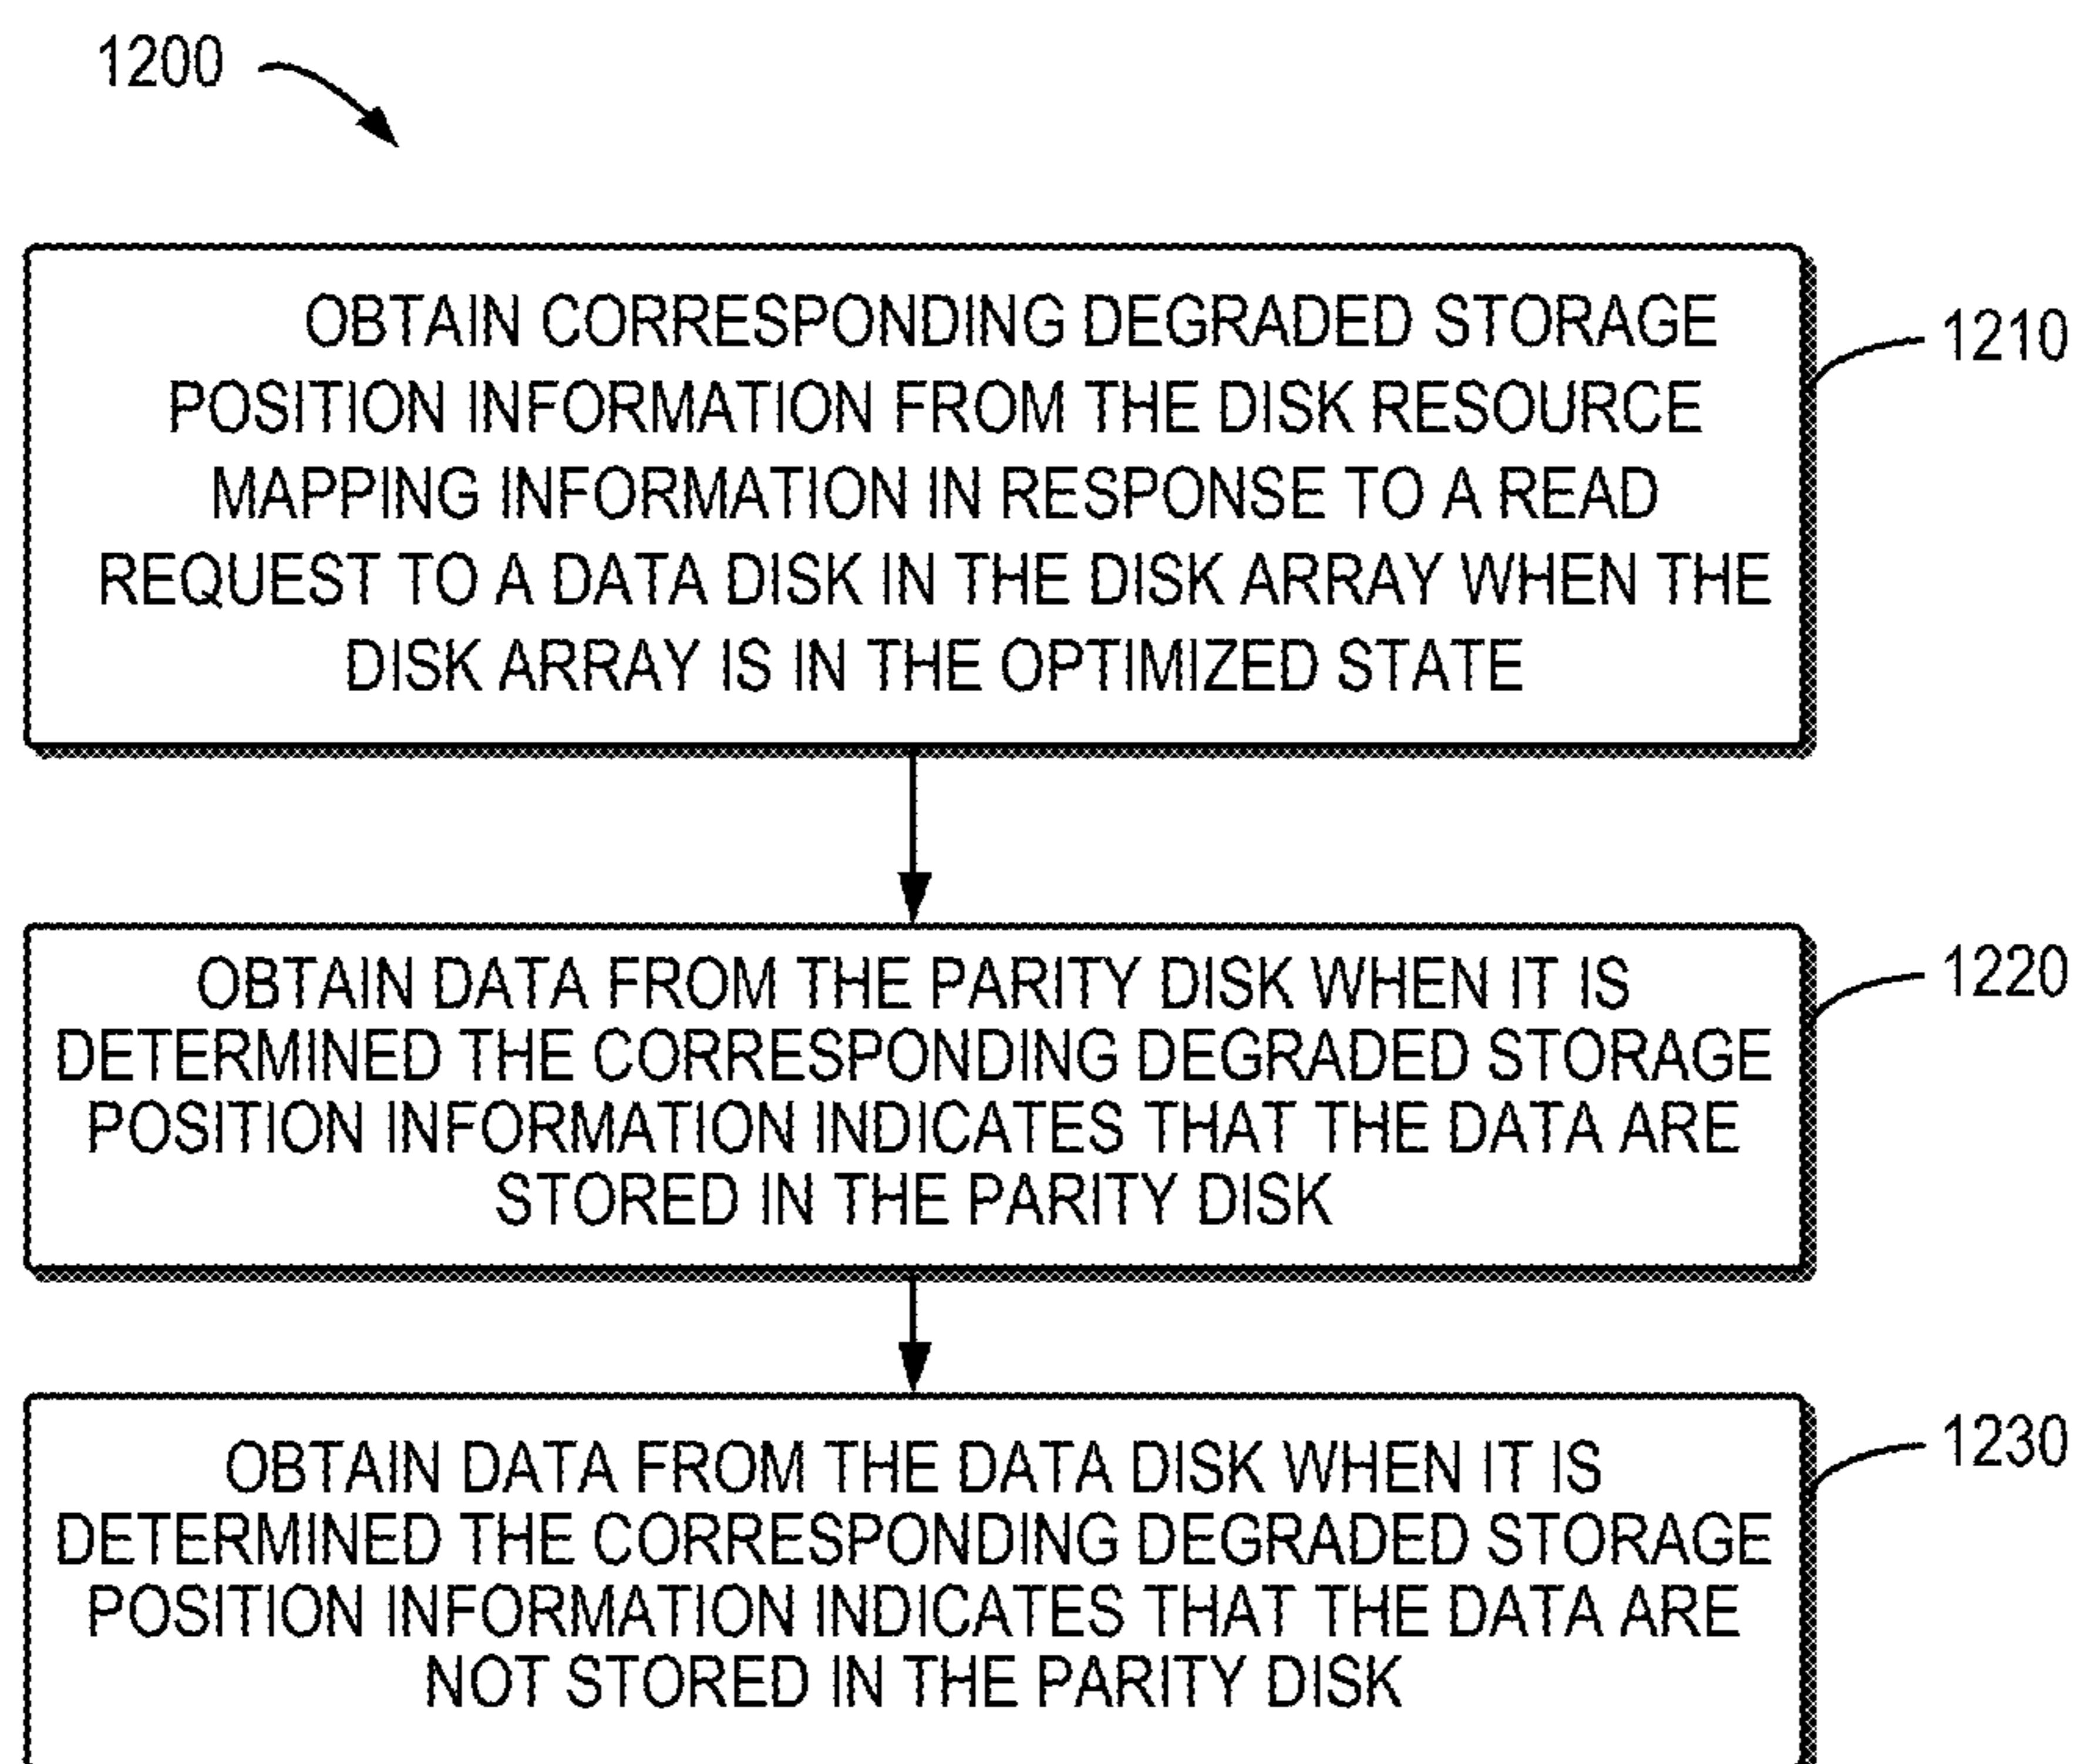 1200
OBTAIN CORRESPONDING DEGRADED STORAGE
POSITION INFORMATION FROM THE DISK RESOURCE
MAPPING INFORMATION IN RESPONSE TO A READ
REQUEST TO A DATA DISK IN THE DISK ARRAY WHEN THE
DISK ARRAY IS IN THE OPTIMIZED STATE
1210
OBTAIN DATA FROM THE PARITY DISK WHEN IT IS
DETERMINED THE CORRESPONDING DEGRADED STORAGE
POSITION INFORMATION INDICATES THAT THE DATA ARE
STORED IN THE PARITY DISK
1220
OBTAIN DATA FROM THE DATA DISK WHEN IT IS
DETERMINED THE CORRESPONDING DEGRADED STORAGE
POSITION INFORMATION INDICATES THAT THE DATA ARE
NOT STORED IN THE PARITY DISK
1230